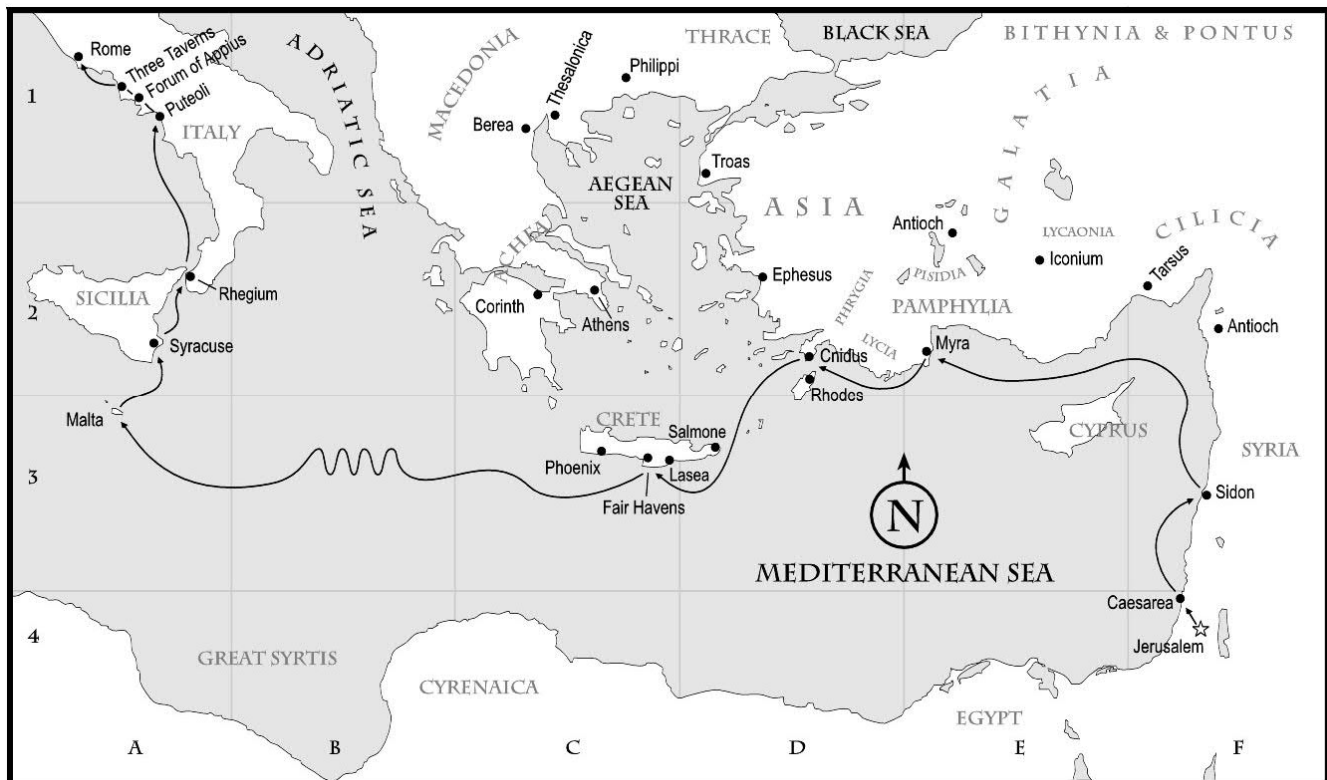 Rome
Three Taverns
Forum of Appius
Puteoli
ITALY
ADRIATIC SEA
MACEDONIA
Thesalonica
Berea
Philippi
THRACE
BLACK SEA
BITHYNIA & PONTUS
GALATIA
1
Troas
AEGEAN
SEA
ASIA
Antioch
LYCAONIA
CILICIA
ACHEA
Ephesus
PISIDIA
Iconium
Tarsus
SICILIA
Rhegium
2
Corinth
Athens
PHRYGIA
PAMPHYLIA
Antioch
Syracuse
Cnidus
LYCIA
Myra
Rhodes
Malta
CRETE
Salmone
CYPRUS
SYRIA
3
Phoenix
Lasea
Fair Havens
N
Sidon
MEDITERRANEAN SEA
Caesarea
4
Jerusalem
GREAT SYRTIS
CYRENAICA
EGYPT
A
B
C
D
E
F